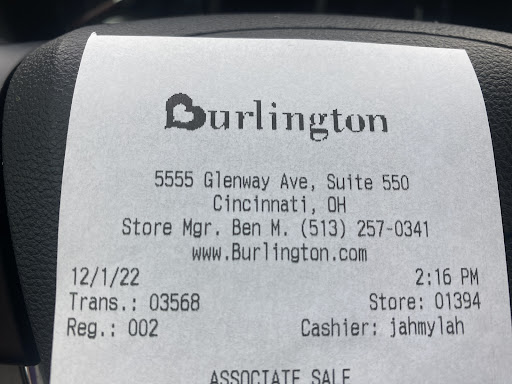 Burlington
5555 Glenway Ave, Suite 550
Cincinnati, OH
Store Mgr. Ben M. (513) 257-0341
www.Burlington.com
12/1/22 2:16 PM
Trans.: 03568 Store: 01394
Reg.: 002 Cashier: jahmylah
ASSOCIATE SALE